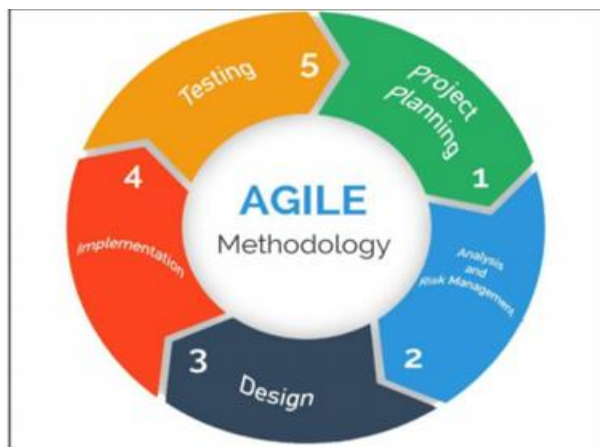 AGILE
Methodology
Project
Planning
1
Analysis
and
Risk Management
2
Design
3
Implementation
4
Testing
5